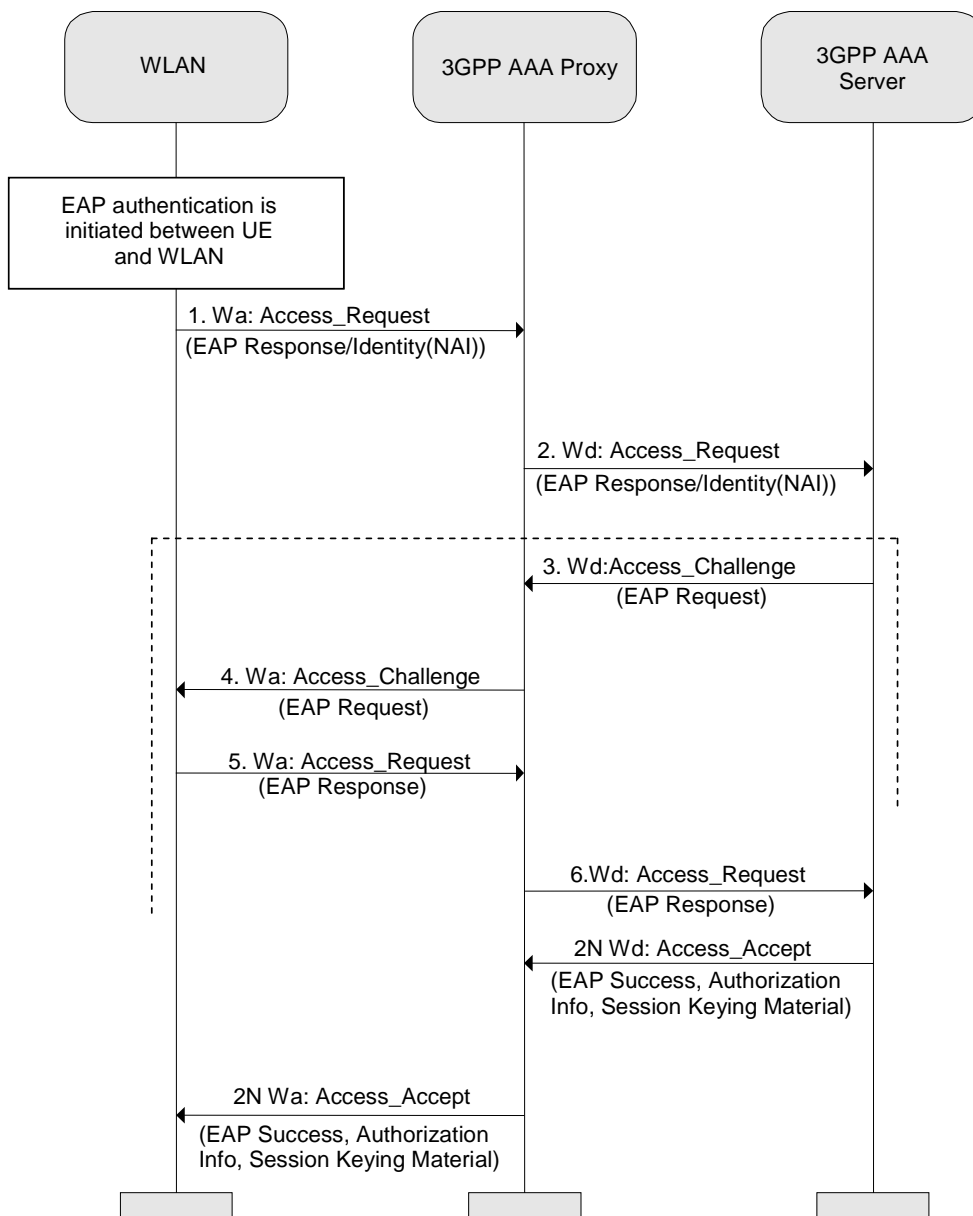 WLAN
3GPP AAA Proxy
3GPP AAA
Server
EAP authentication is
initiated between UE
and WLAN
1. Wa: Access_Request
(EAP Response/Identity(NAI))
2. Wd: Access_Request
(EAP Response/Identity(NAI))
3. Wd:Access_Challenge
(EAP Request)
4. Wa: Access_Challenge
(EAP Request)
5. Wa: Access_Request
(EAP Response)
6.Wd: Access_Request
(EAP Response)
2N Wd: Access_Accept
(EAP Success, Authorization
Info, Session Keying Material)
2N Wa: Access_Accept
(EAP Success, Authorization
Info, Session Keying Material)